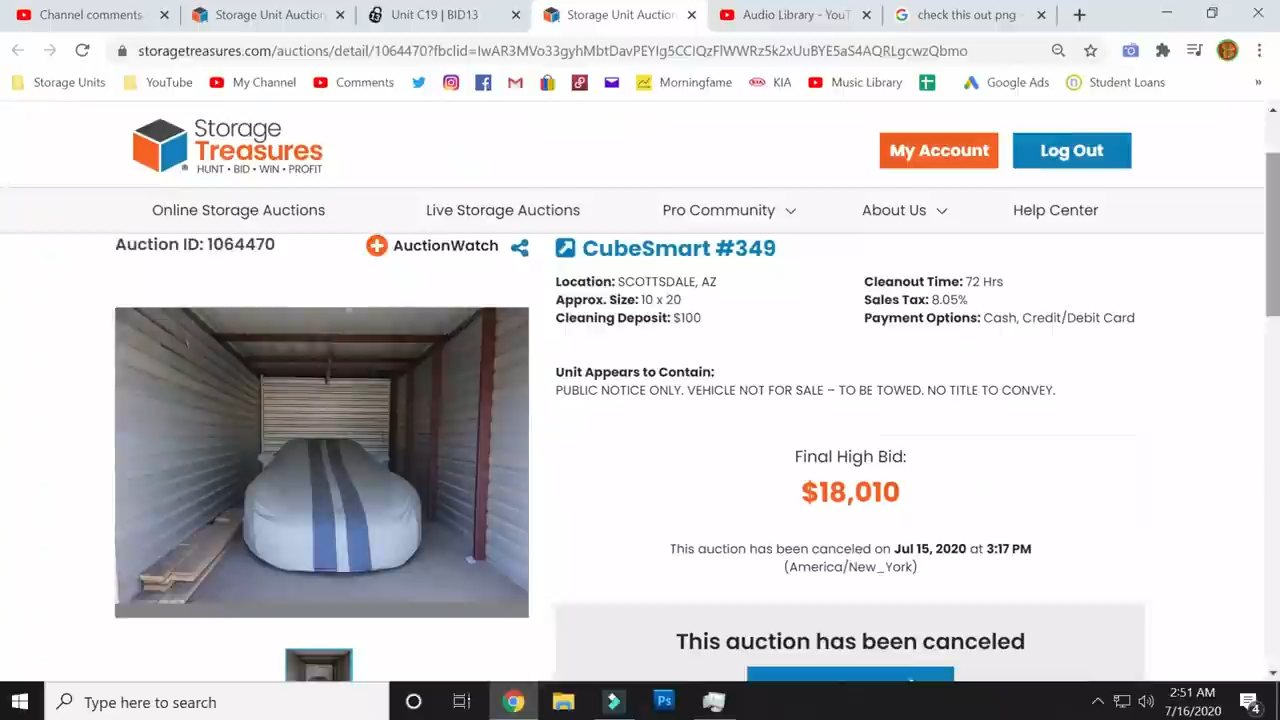 Channel comments
Storage Unit Auction
Unit C19 | BID13
Storage Unit Auction
Audio Library - YouT
check this out png -
storagetreasures.com/auctions/detail/1064470?fbclid=IwAR3MVo33gyhMbtDavPEYIg5CCIQzFlWWRz5k2xUuBYE5aS4AQRLgcwzQbmo
Storage Units
YouTube
My Channel
Comments
Morningfame
KIA
Music Library
Google Ads
Student Loans
»
Storage
Treasures
HUNT • BID • WIN • PROFIT
My Account
Log Out
Online Storage Auctions
Live Storage Auctions
Pro Community
About Us
Help Center
Auction ID: 1064470
AuctionWatch
CubeSmart #349
Location: SCOTTSDALE, AZ
Approx. Size: 10 x 20
Cleaning Deposit: $100
Cleanout Time: 72 Hrs
Sales Tax: 8.05%
Payment Options: Cash, Credit/Debit Card
Unit Appears to Contain:
PUBLIC NOTICE ONLY. VEHICLE NOT FOR SALE - TO BE TOWED. NO TITLE TO CONVEY.
Final High Bid:
$18,010
This auction has been canceled on Jul 15, 2020 at 3:17 PM
(America/New_York)
This auction has been canceled
Type here to search
Ps
2:51 AM
7/16/2020
4